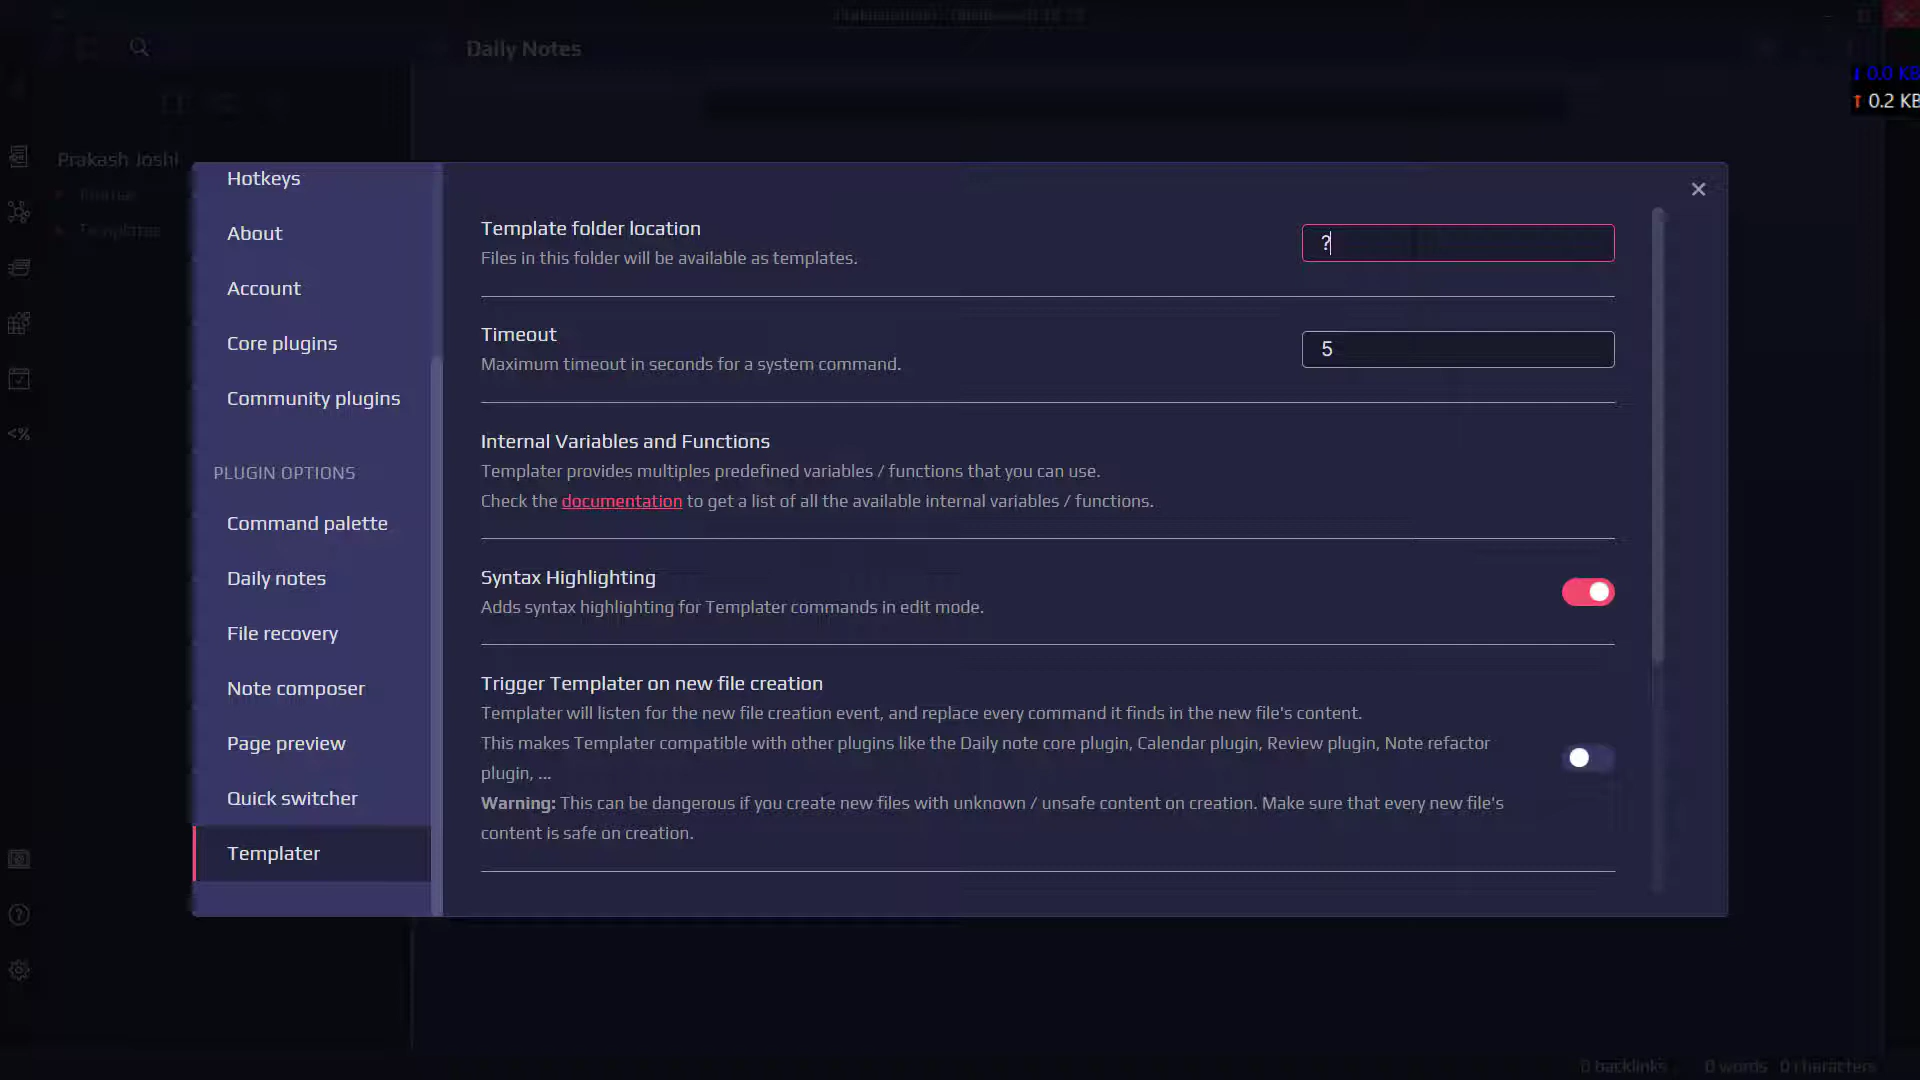 Daily Notes
↓ 0.0 KB
↑ 0.2 KB
Prakash Joshi
Templates
Hotkeys
About
Account
Core plugins
Community plugins
PLUGIN OPTIONS
Command palette
Daily notes
File recovery
Note composer
Page preview
Quick switcher
Templater
Template folder location
Files in this folder will be available as templates.
?
Timeout
Maximum timeout in seconds for a system command.
5
Internal Variables and Functions
Templater provides multiples predefined variables / functions that you can use.
Check the documentation to get a list of all the available internal variables / functions.
Syntax Highlighting
Adds syntax highlighting for Templater commands in edit mode.
Trigger Templater on new file creation
Templater will listen for the new file creation event, and replace every command it finds in the new file's content.
This makes Templater compatible with other plugins like the Daily note core plugin, Calendar plugin, Review plugin, Note refactor
plugin, ...
Warning: This can be dangerous if you create new files with unknown / unsafe content on creation. Make sure that every new file's
content is safe on creation.
<%
0 backlinks 0 words 0 characters